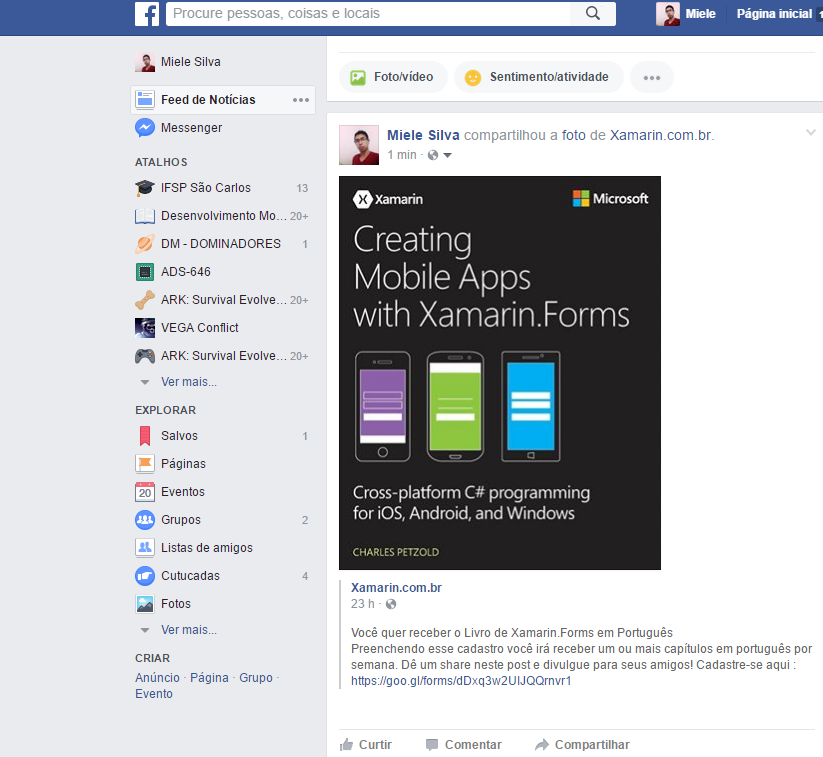 Procure pessoas, coisas e locais
Miele
Página inicial
Miele Silva
Feed de Notícias
Messenger
ATALHOS
IFSP São Carlos 13
Desenvolvimento Mo... 20+
DM - DOMINADORES 1
ADS-646
ARK: Survival Evolve... 20+
VEGA Conflict
ARK: Survival Evolve... 20+
Ver mais...
EXPLORAR
Salvos 1
Páginas
20 Eventos
Grupos 2
Listas de amigos
Cutucadas 4
Fotos
Ver mais...
CRIAR
Anúncio · Página · Grupo ·
Evento
Foto/vídeo
Sentimento/atividade
Miele Silva compartilhou a foto de Xamarin.com.br.
1 min ·
Xamarin
Microsoft
Creating
Mobile Apps
with Xamarin.Forms
Cross-platform C# programming
for iOS, Android, and Windows
CHARLES PETZOLD
Xamarin.com.br
23 h ·
Você quer receber o Livro de Xamarin.Forms em Português
Preenchendo esse cadastro você irá receber um ou mais capítulos em português por
semana. Dê um share neste post e divulgue para seus amigos! Cadastre-se aqui :
https://goo.gl/forms/dDxq3w2UlJQQrnvr1
Curtir
Comentar
Compartilhar